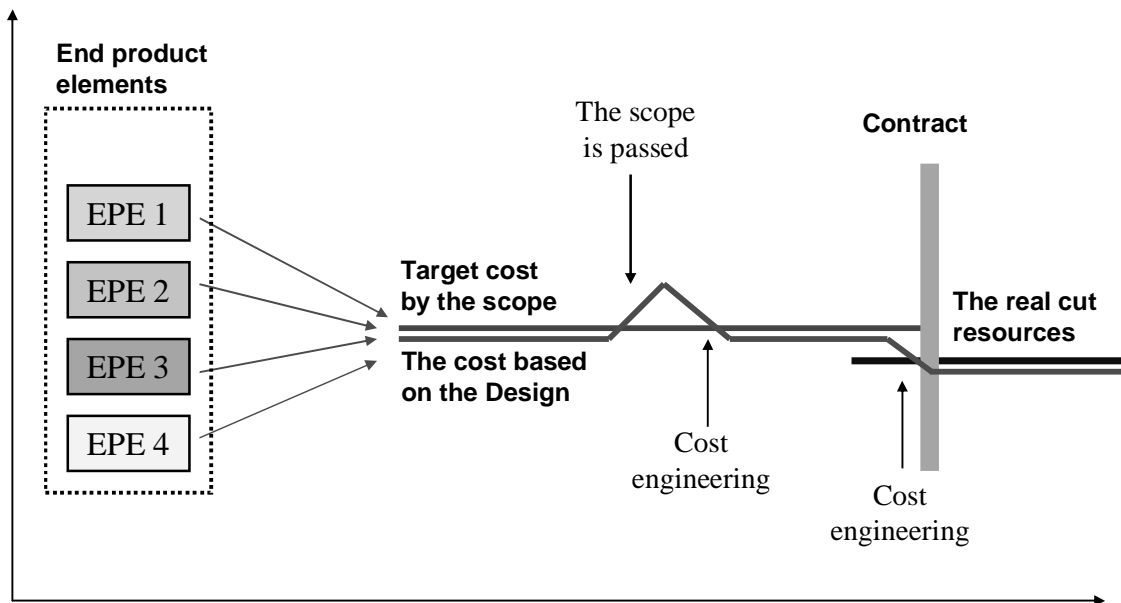 End product
elements
EPE 1
EPE 2
EPE 3
EPE 4
Target cost
by the scope
The cost based
on the Design
The scope
is passed
Cost
engineering
Contract
The real cut
resources
Cost
engineering